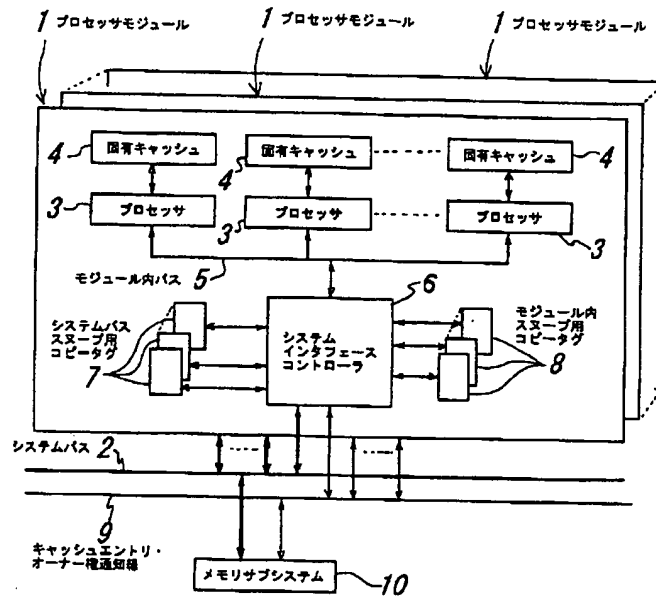 1 プロセッサモジュール
1 プロセッサモジュール
1 プロセッサモジュール
4 固有キャッシュ
4 固有キャッシュ
固有キャッシュ 4
3 プロセッサ
3 プロセッサ
プロセッサ 3
5
モジュール内バス
6
システムバス
スヌープ用
コピータグ
7
システム
インタフェース
コントローラ
モジュール内
スヌープ用
コピータグ
8
システムバス 2
9
キャッシュエントリ・
オーナー権通知線
メモリサブシステム 10